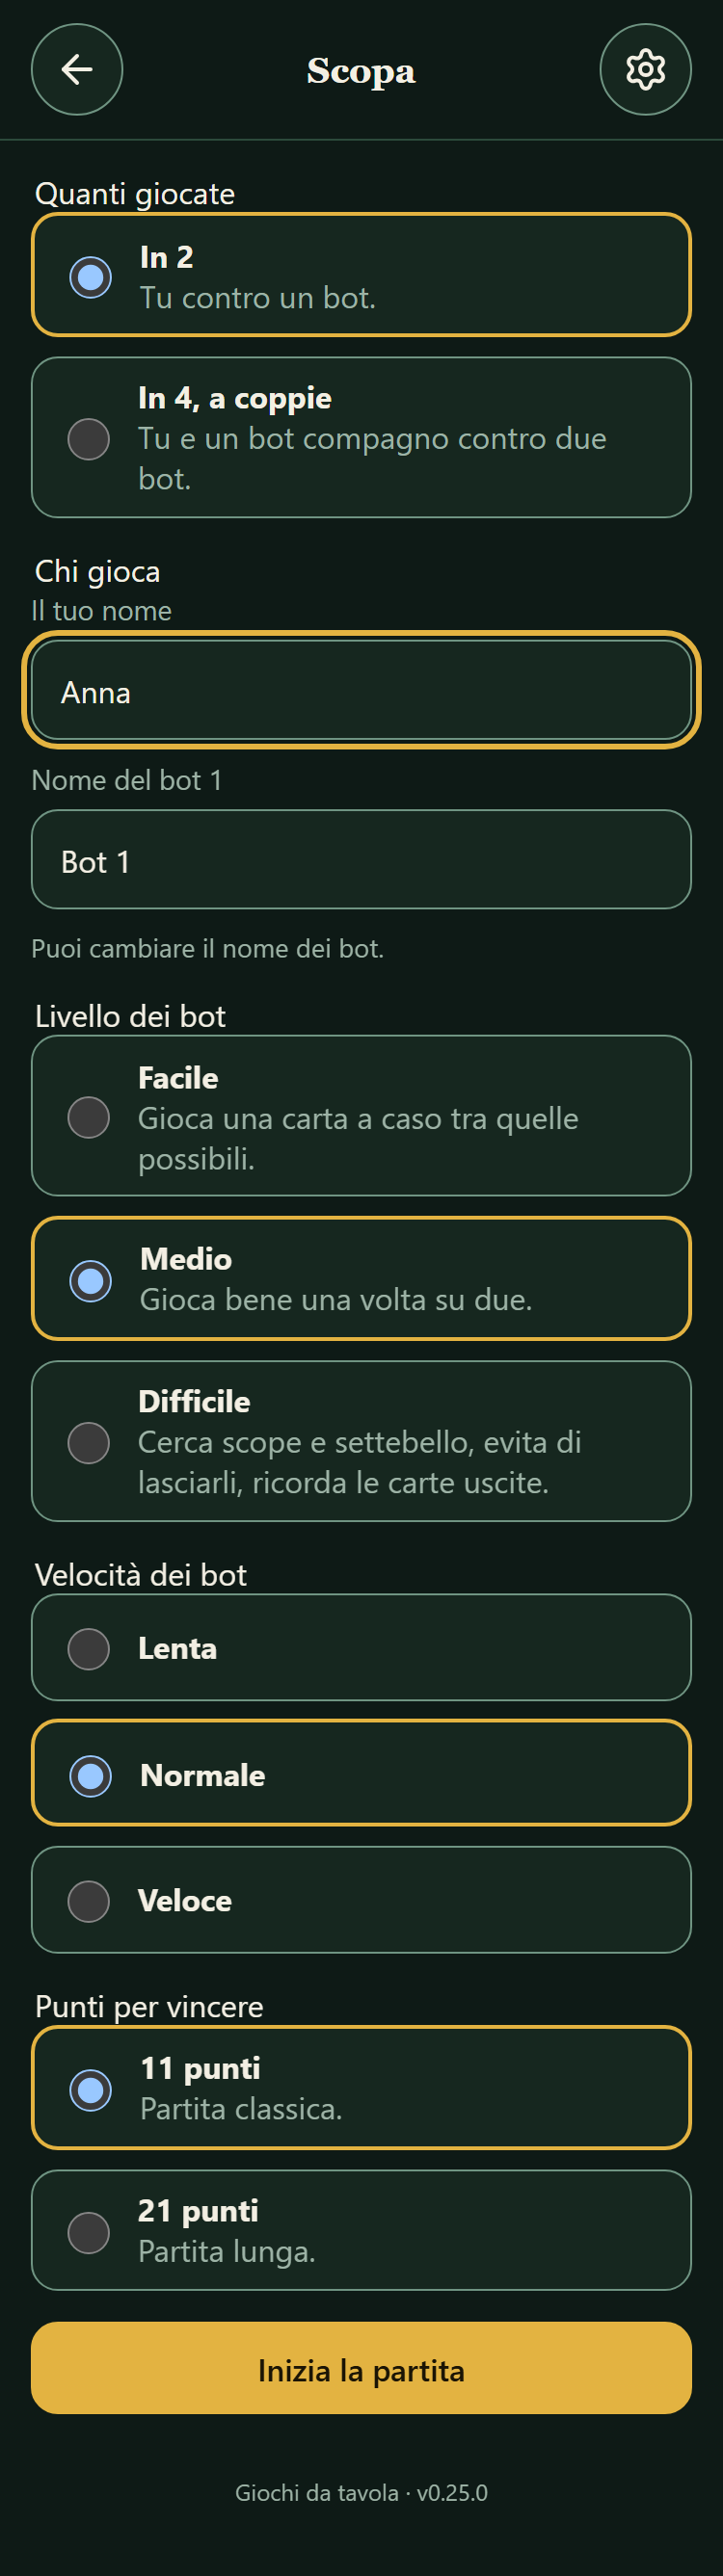 Scopa
Quanti giocate
In 2
Tu contro un bot.
In 4, a coppie
Tu e un bot compagno contro due
bot.
Chi gioca
Il tuo nome
Anna
Nome del bot 1
Bot 1
Puoi cambiare il nome dei bot.
Livello dei bot
Facile
Gioca una carta a caso tra quelle
possibili.
Medio
Gioca bene una volta su due.
Difficile
Cerca scope e settebello, evita di
lasciarli, ricorda le carte uscite.
Velocità dei bot
Lenta
Normale
Veloce
Punti per vincere
11 punti
Partita classica.
21 punti
Partita lunga.
Inizia la partita
Giochi da tavola · v0.25.0